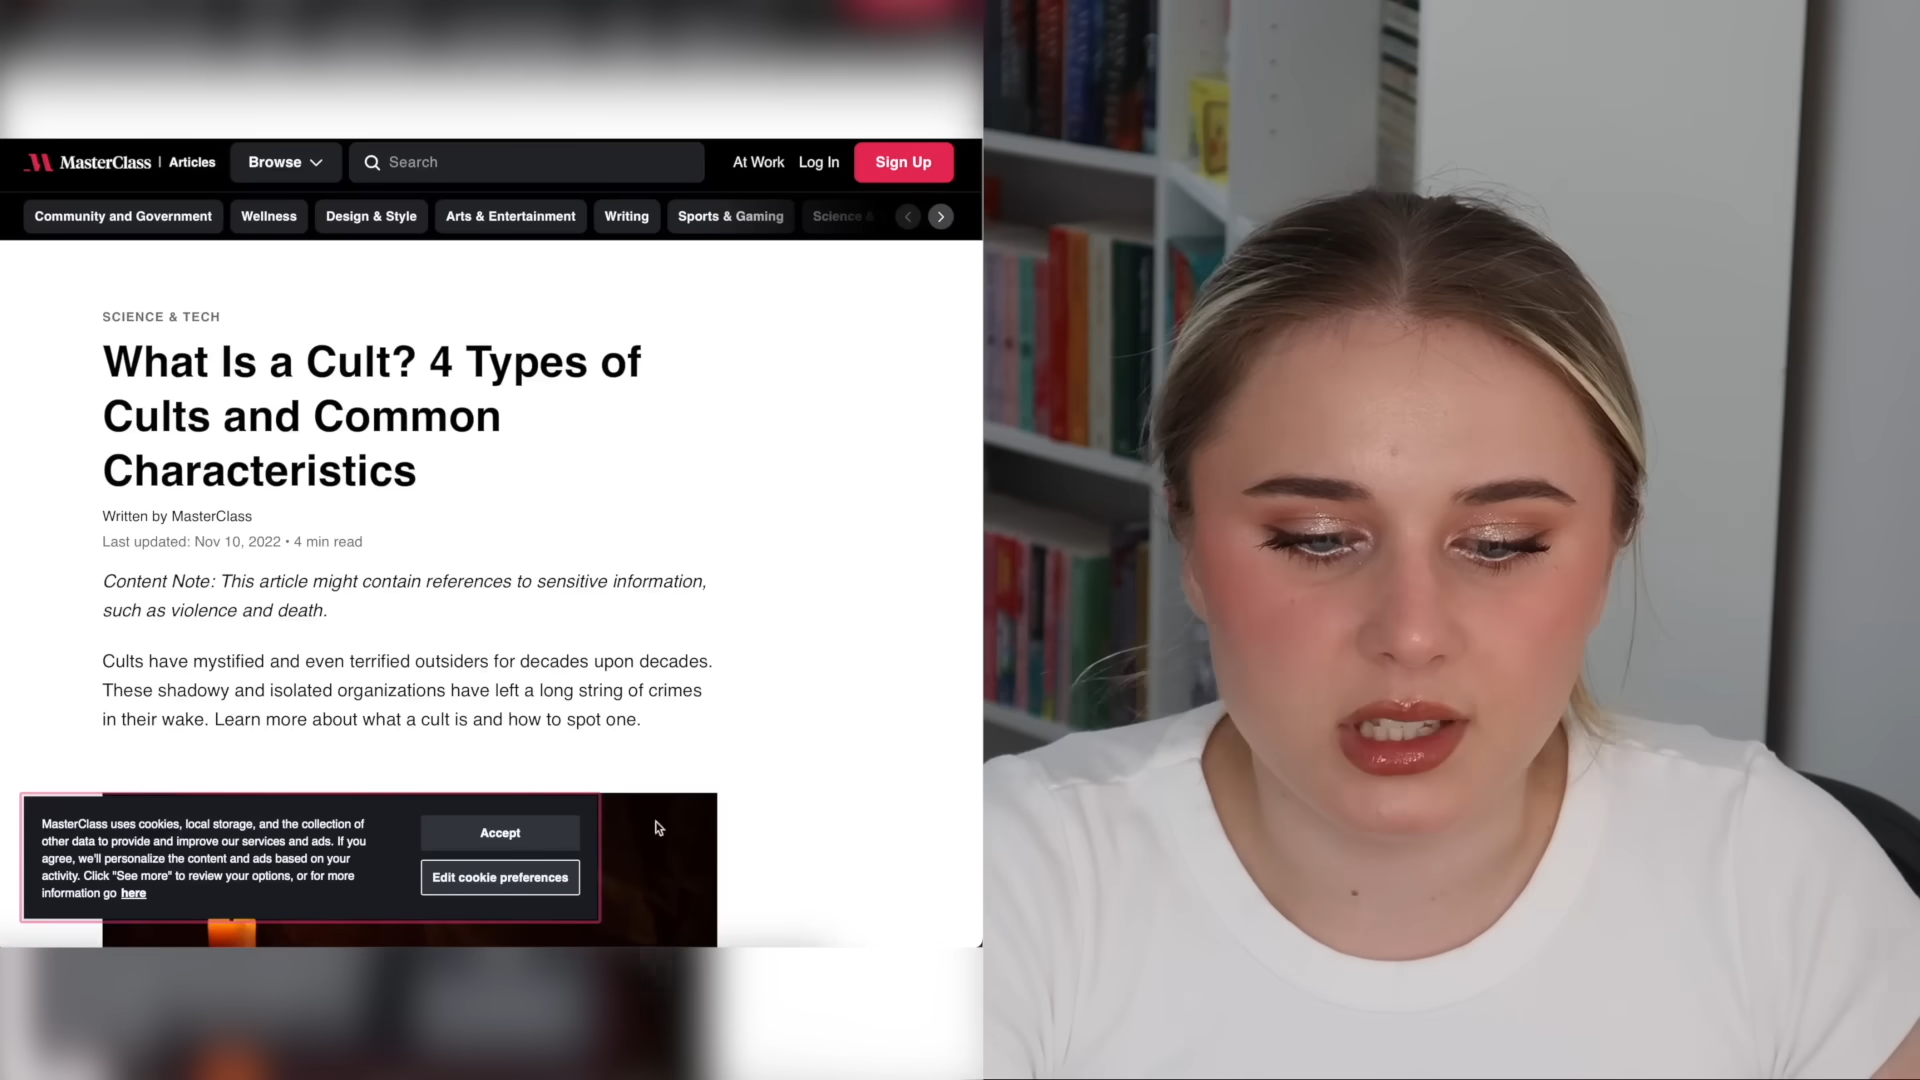 MasterClass | Articles
Browse
Search
At Work
Log In
Sign Up
Community and Government
Wellness
Design & Style
Arts & Entertainment
Writing
Sports & Gaming
Science &
SCIENCE & TECH
What Is a Cult? 4 Types of
Cults and Common
Characteristics
Written by MasterClass
Last updated: Nov 10, 2022 • 4 min read
Content Note: This article might contain references to sensitive information,
such as violence and death.
Cults have mystified and even terrified outsiders for decades upon decades.
These shadowy and isolated organizations have left a long string of crimes
in their wake. Learn more about what a cult is and how to spot one.
MasterClass uses cookies, local storage, and the collection of
other data to provide and improve our services and ads. If you
agree, we'll personalize the content and ads based on your
activity. Click "See more" to review your options, or for more
information go here
Accept
Edit cookie preferences